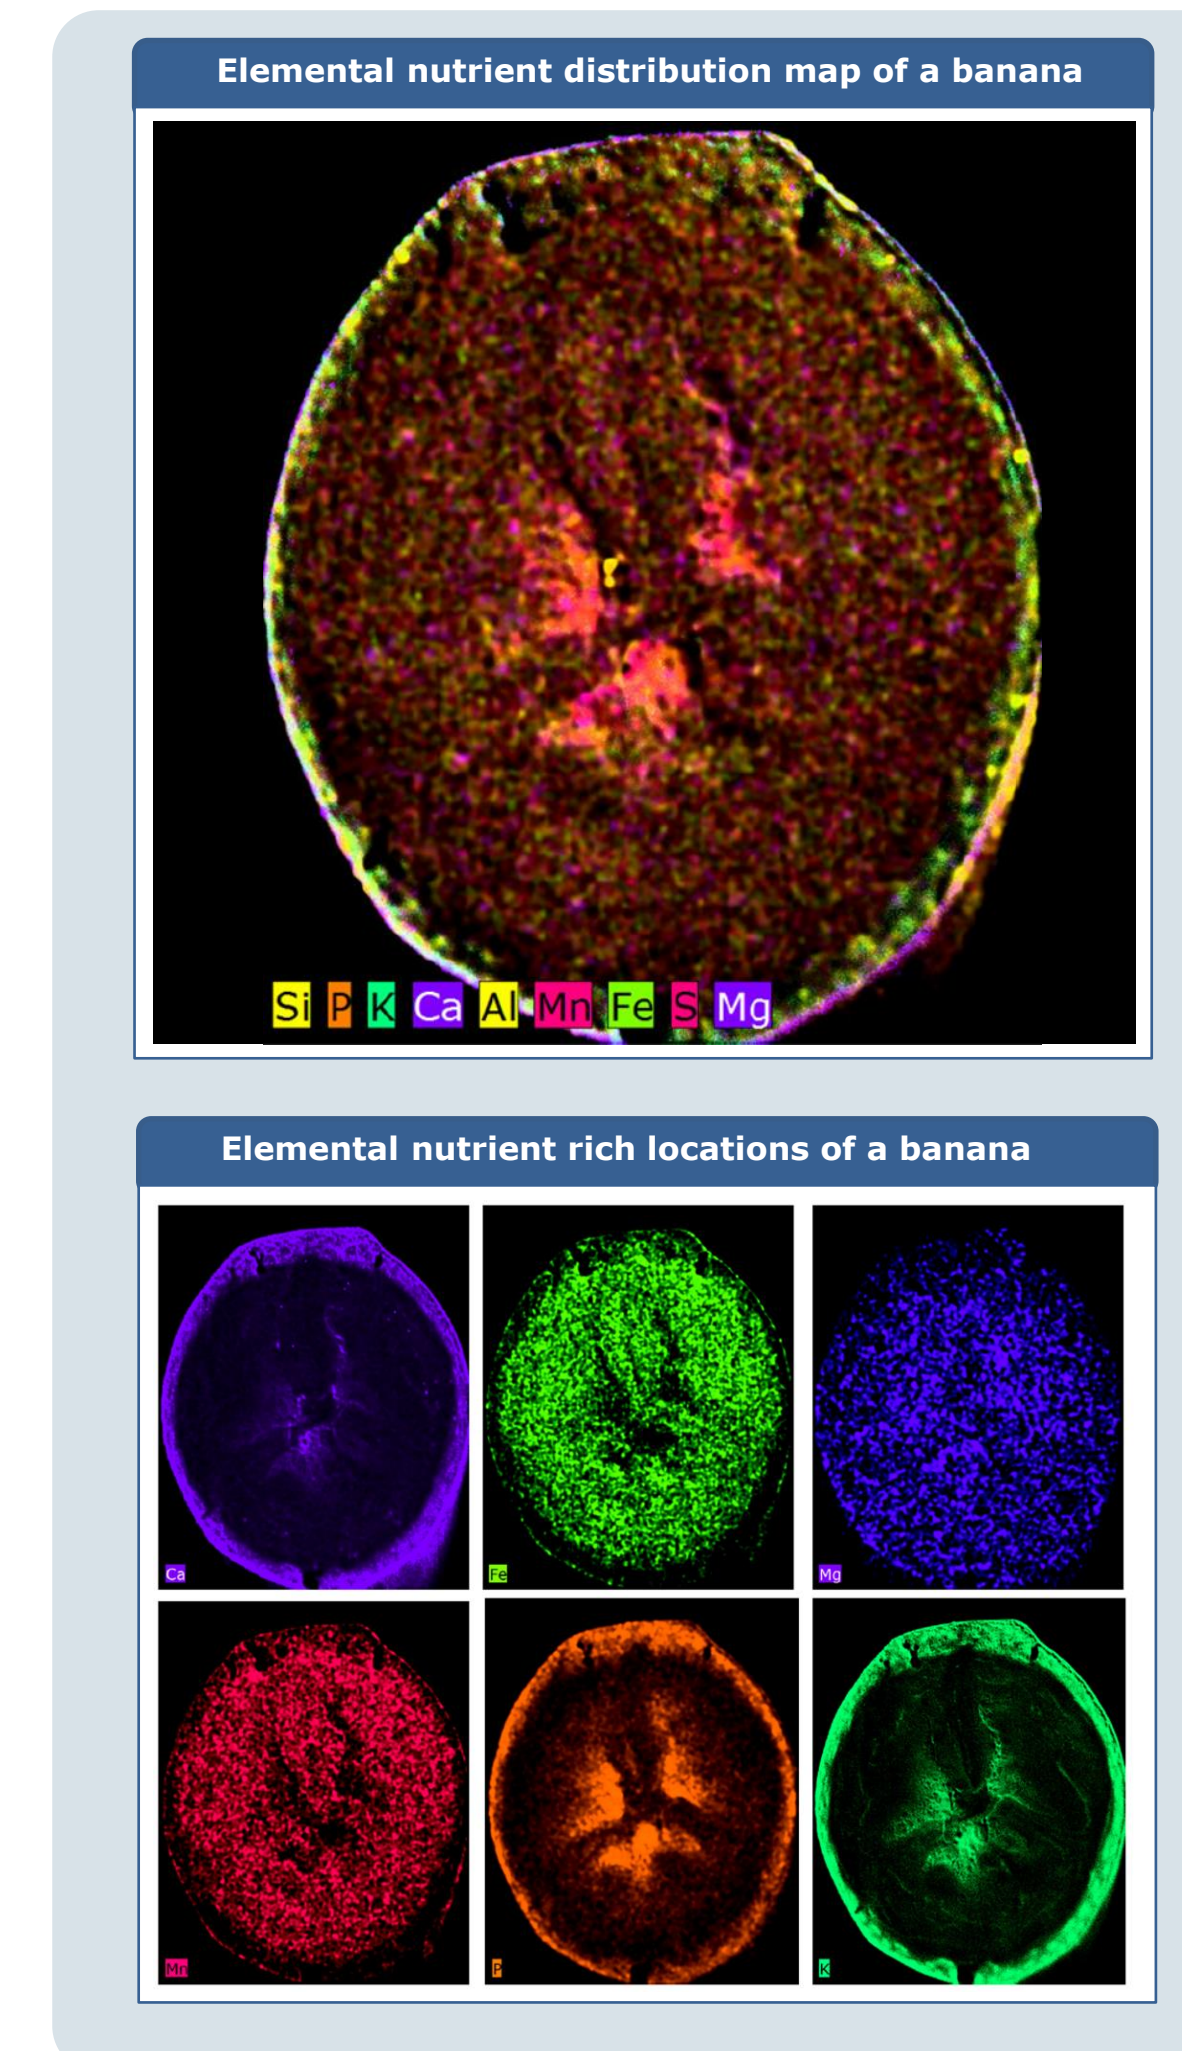 Elemental nutrient distribution map of a banana
Si P K Ca Al Mn Fe S Mg
Elemental nutrient rich locations of a banana
Ca Fe Mg
Mn P K